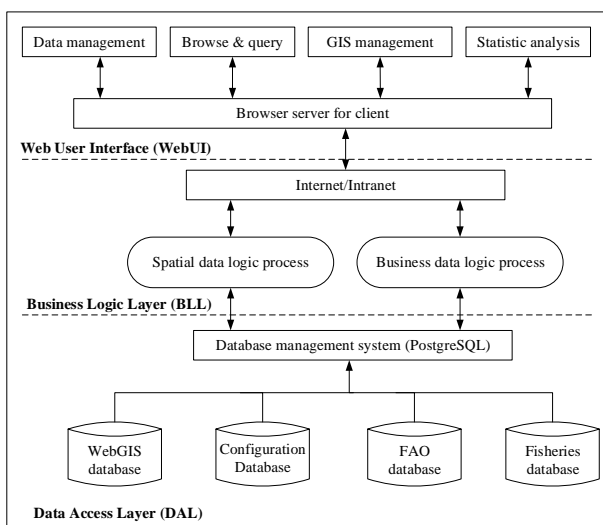 Data management
Browse & query
GIS management
Statistic analysis
Browser server for client
Web User Interface (WebUI)
Internet/Intranet
Spatial data logic process
Business data logic process
Business Logic Layer (BLL)
Database management system (PostgreSQL)
WebGIS
database
Configuration
Database
FAO
database
Fisheries
database
Data Access Layer (DAL)